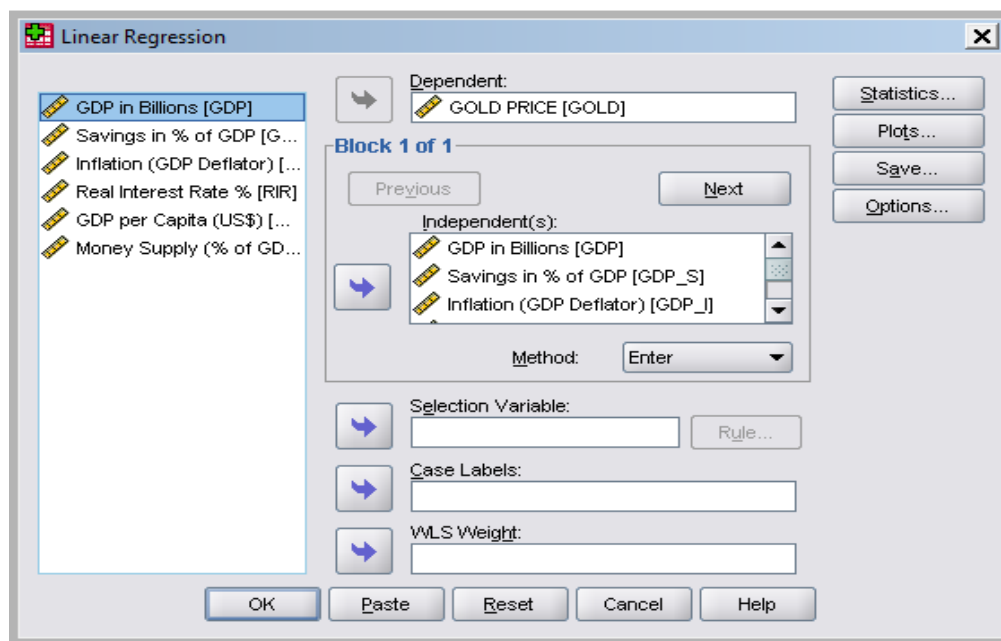 Linear Regression
GDP in Billions [GDP]
Savings in % of GDP [G...
Inflation (GDP Deflator) [...
Real Interest Rate % [RIR]
GDP per Capita (US$) [...
Money Supply (% of GD...
Dependent:
GOLD PRICE [GOLD]
Block 1 of 1
Previous
Next
Independent(s):
GDP in Billions [GDP]
Savings in % of GDP [GDP_S]
Inflation (GDP Deflator) [GDP_I]
Method:
Enter
Selection Variable:
Rule...
Case Labels:
WLS Weight:
Statistics...
Plots...
Save...
Options...
OK
Paste
Reset
Cancel
Help